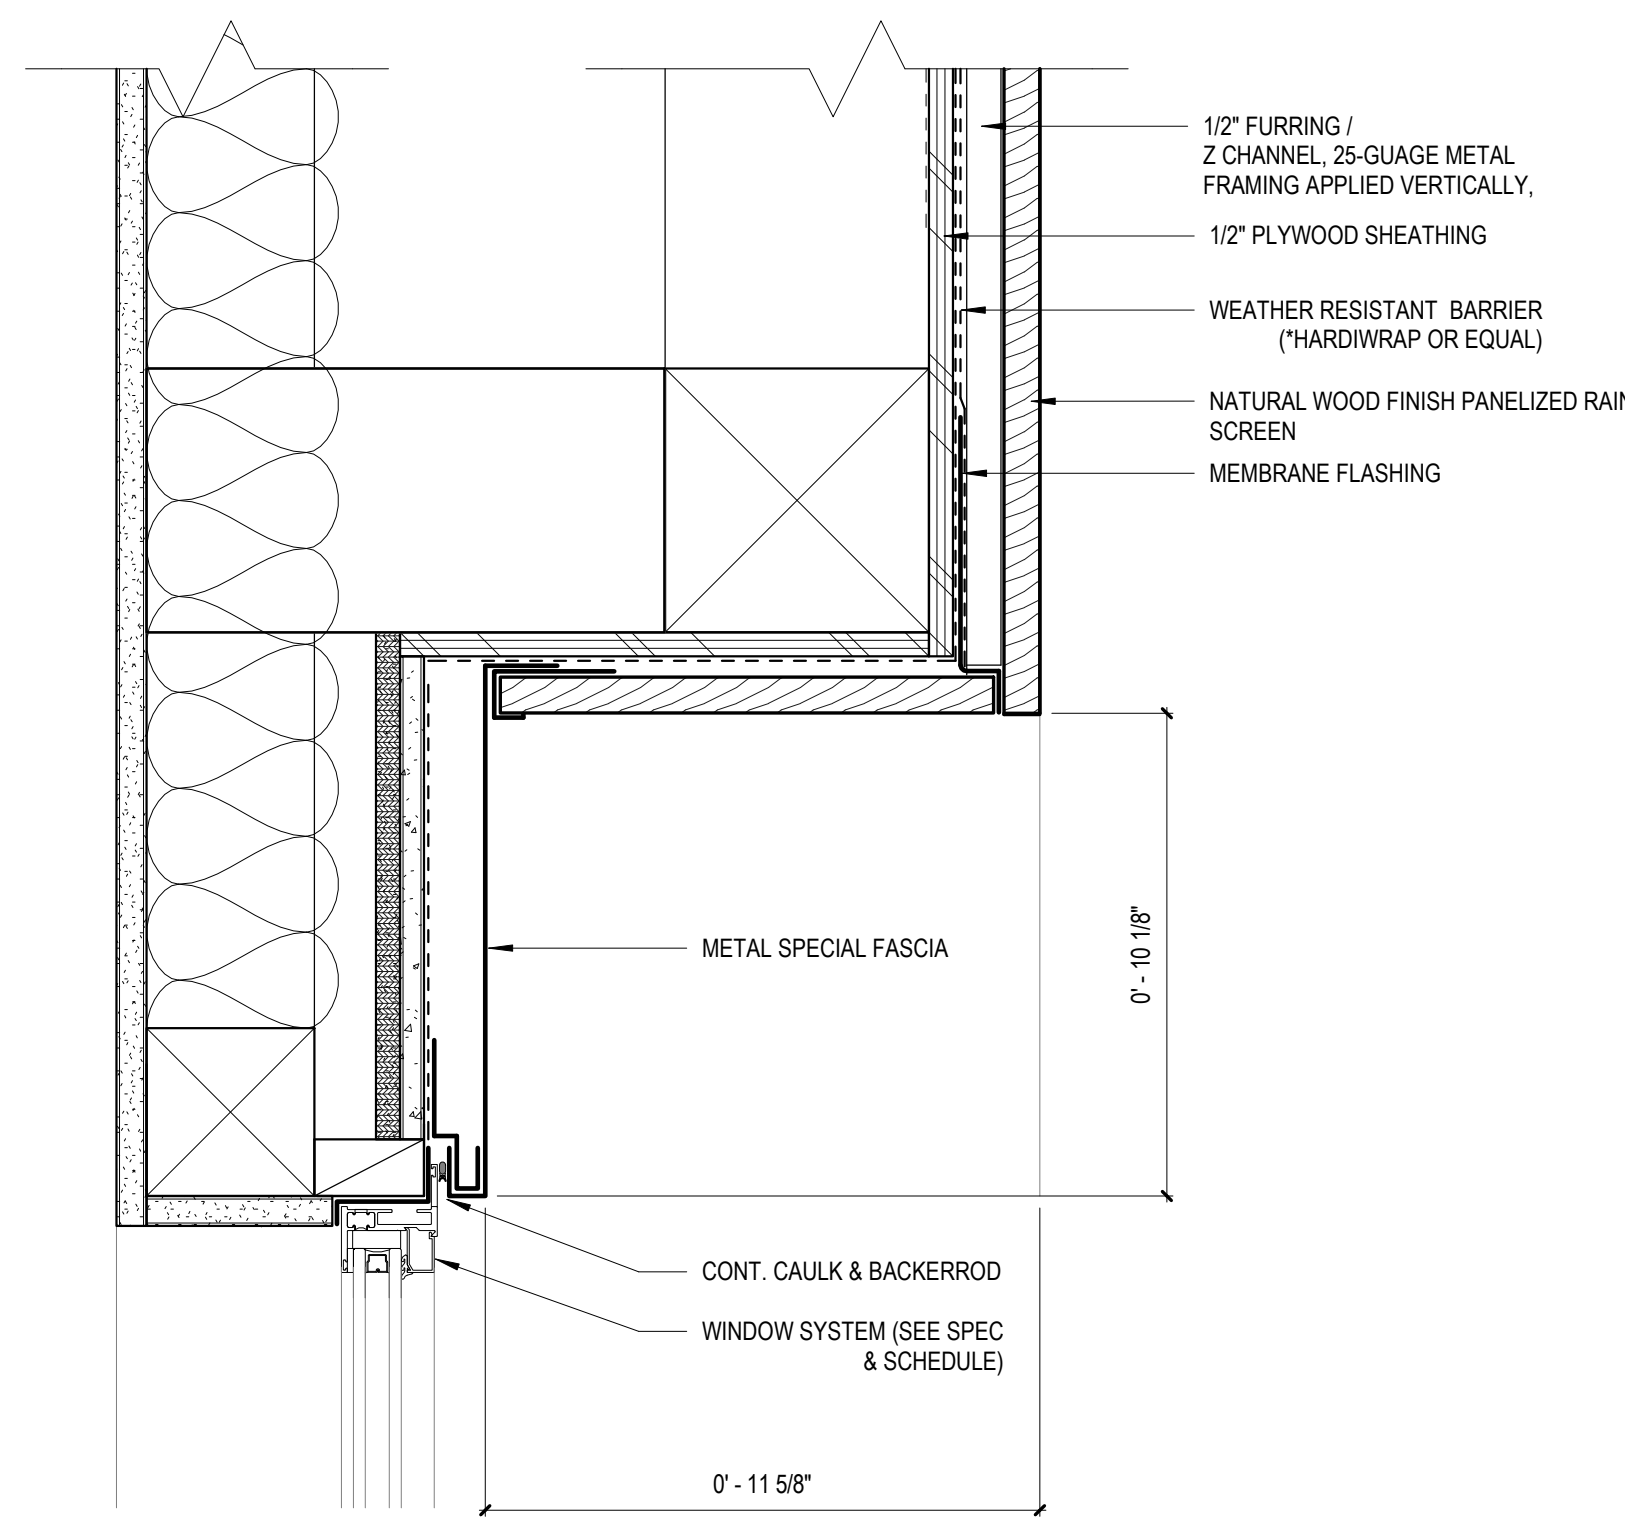 1/2" FURRING /
Z CHANNEL, 25-GUAGE METAL
FRAMING APPLIED VERTICALLY,
1/2" PLYWOOD SHEATHING
WEATHER RESISTANT BARRIER
(*HARDIWRAP OR EQUAL)
NATURAL WOOD FINISH PANELIZED
SCREEN
MEMBRANE FLASHING
METAL SPECIAL FASCIA
0' - 10 1/8"
CONT. CAULK & BACKERROD
WINDOW SYSTEM (SEE SPEC
& SCHEDULE)
0' - 11 5/8"